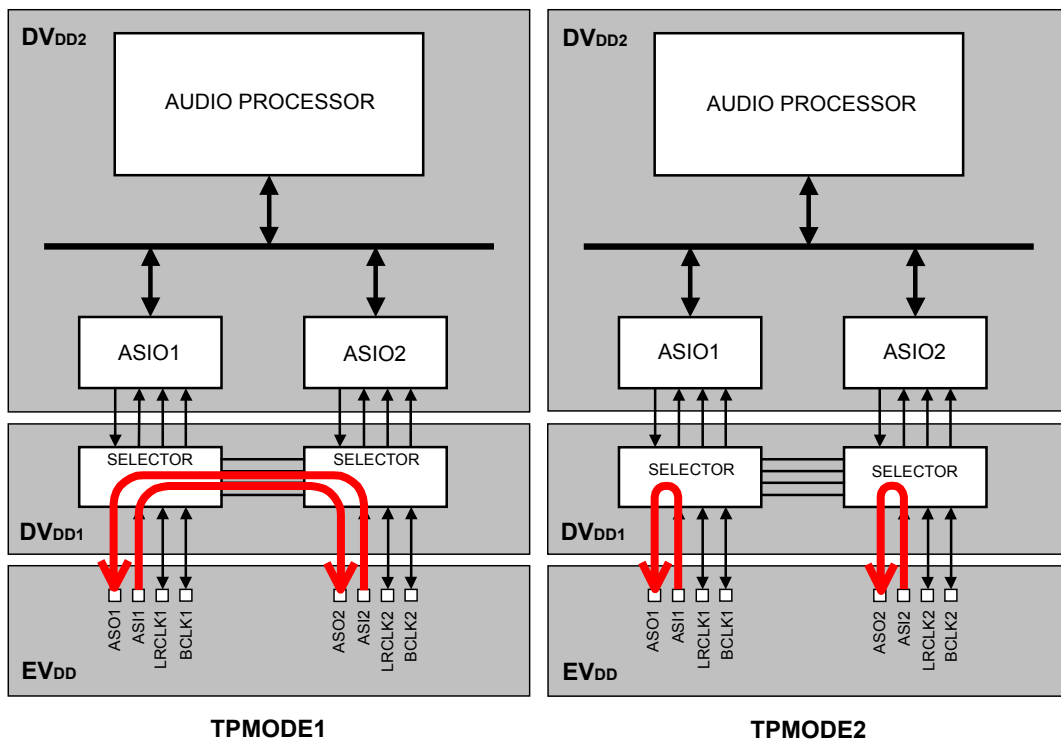 DVDD2
AUDIO PROCESSOR
ASIO1
ASIO2
SELECTOR
SELECTOR
DVDD1
ASO1
ASI1
LRCLK1
BCLK1
ASO2
ASI2
LRCLK2
BCLK2
EVDD
TPMODE1
DVDD2
AUDIO PROCESSOR
ASIO1
ASIO2
SELECTOR
SELECTOR
DVDD1
ASO1
ASI1
LRCLK1
BCLK1
ASO2
ASI2
LRCLK2
BCLK2
EVDD
TPMODE2